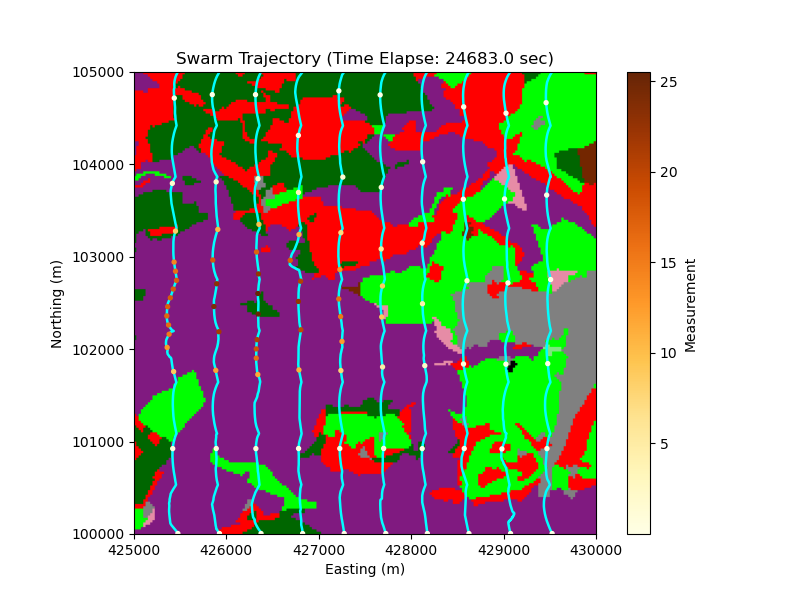 Swarm Trajectory (Time Elapse: 24683.0 sec)
105000
104000
103000
102000
101000
100000
Northing (m)
425000 426000 427000 428000 429000 430000
Easting (m)
25
20
15
10
5
Measurement